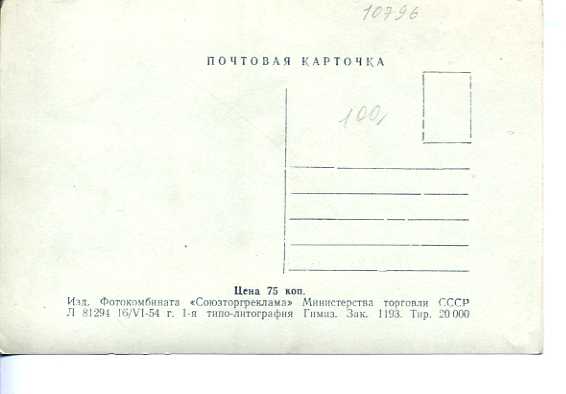 10796
ПОЧТОВАЯ КАРТОЧКА
100,
Цена 75 коп.
Изд. Фотокомбината «Союзторгреклама» Министерства торговли СССР
Л 81294 16/VI-54 г. 1-я типо-литография Гимиз. Зак. 1193. Тир. 20 000